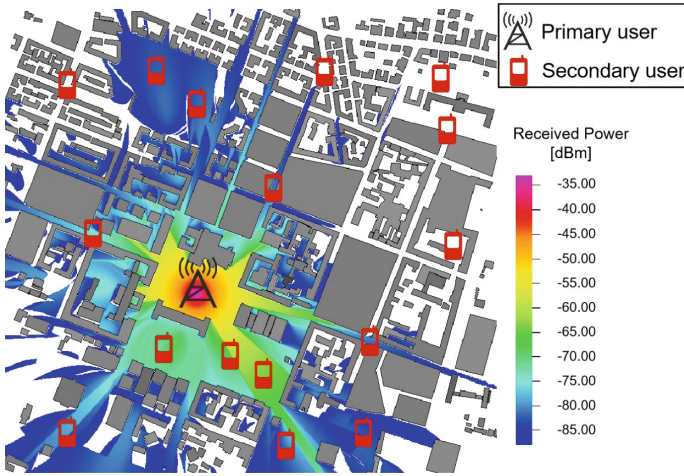 Primary user
Secondary user
Received Power
[dBm]
-35.00
-40.00
-45.00
-50.00
-55.00
-60.00
-65.00
-70.00
-75.00
-80.00
-85.00